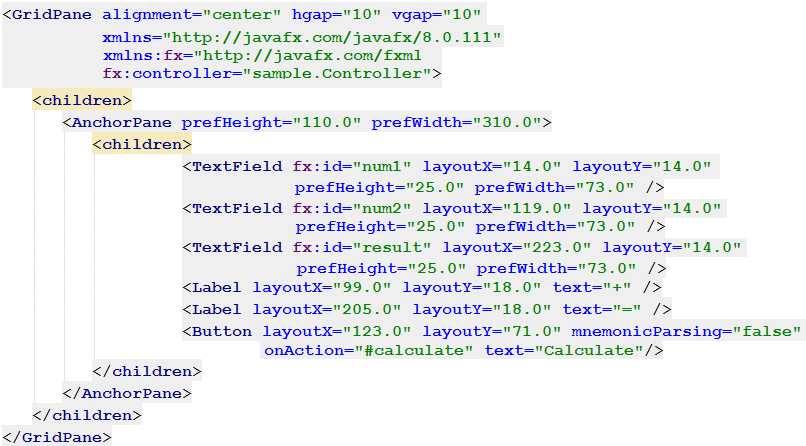 <GridPane alignment="center" hgap="10" vgap="10"
xmlns="http://javafx.com/javafx/8.0.111"
xmlns:fx="http://javafx.com/fxml
fx:controller="sample.Controller">
<children>
<AnchorPane prefHeight="110.0" prefWidth="310.0">
<children>
<TextField fx:id="num1" layoutX="14.0" layoutY="14.0"
prefHeight="25.0" prefWidth="73.0" />
<TextField fx:id="num2" layoutX="119.0" layoutY="14.0"
prefHeight="25.0" prefWidth="73.0" />
<TextField fx:id="result" layoutX="223.0" layoutY="14.0"
prefHeight="25.0" prefWidth="73.0" />
<Label layoutX="99.0" layoutY="18.0" text="+" />
<Label layoutX="205.0" layoutY="18.0" text="=" />
<Button layoutX="123.0" layoutY="71.0" mnemonicParsing="false"
onAction="#calculate" text="Calculate"/>
</children>
</AnchorPane>
</children>
</GridPane>